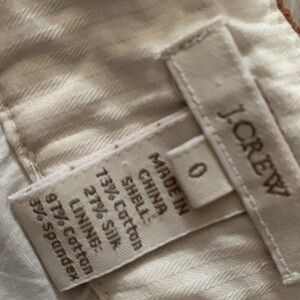 J.CREW
0
MADE IN
CHINA
SHELL:
73% Cotton
27% Silk
LINING:
97% Cotton
3% Spandex